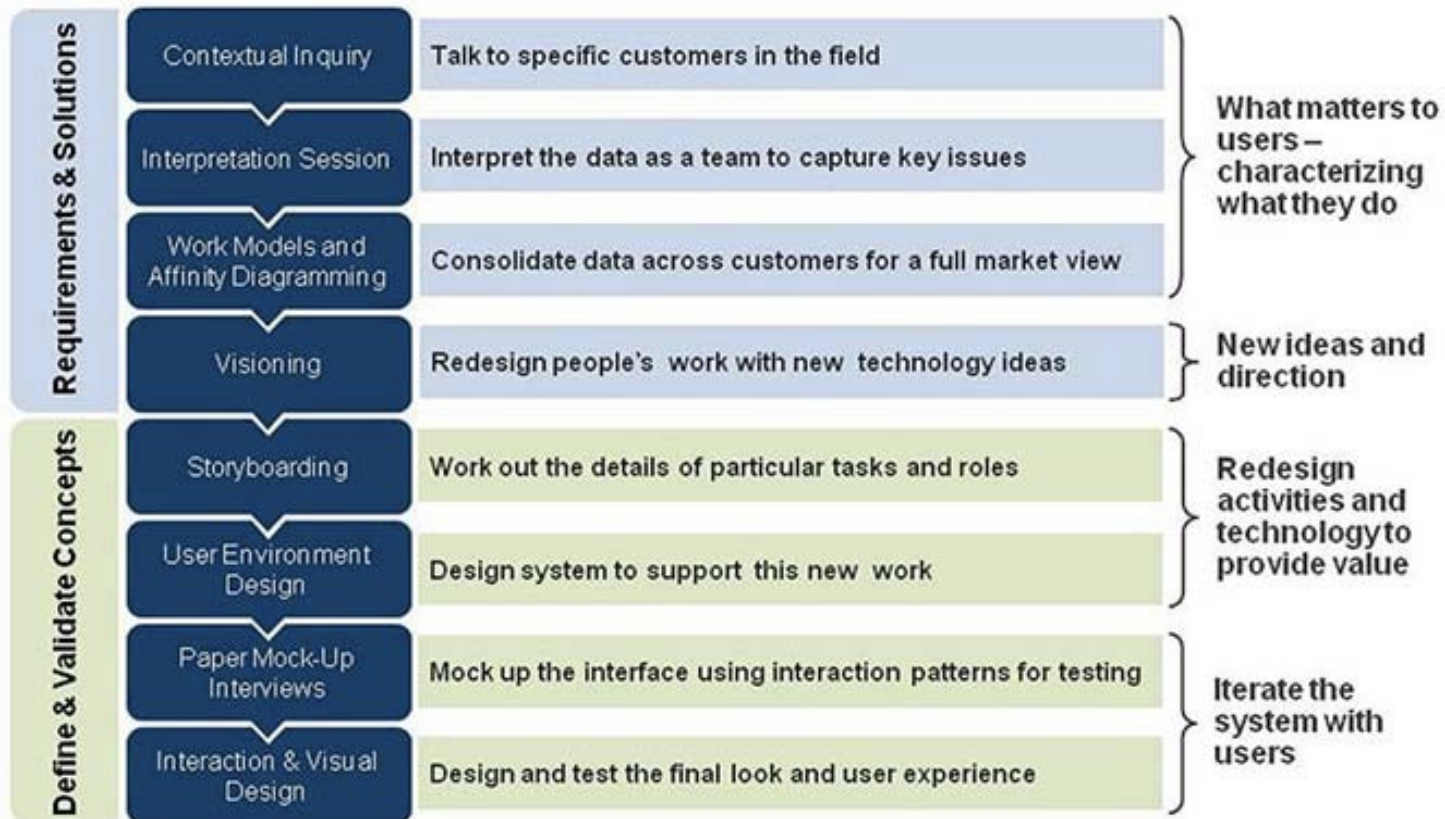 Requirements & Solutions
Contextual Inquiry
Talk to specific customers in the field
Interpretation Session
Interpret the data as a team to capture key issues
Work Models and
Affinity Diagramming
Consolidate data across customers for a full market view
What matters to
users –
characterizing
what they do
Visioning
Redesign people's work with new technology ideas
New ideas and
direction
Define & Validate Concepts
Storyboarding
Work out the details of particular tasks and roles
User Environment
Design
Design system to support this new work
Redesign
activities and
technology to
provide value
Paper Mock-Up
Interviews
Mock up the interface using interaction patterns for testing
Interaction & Visual
Design
Design and test the final look and user experience
Iterate the
system with
users